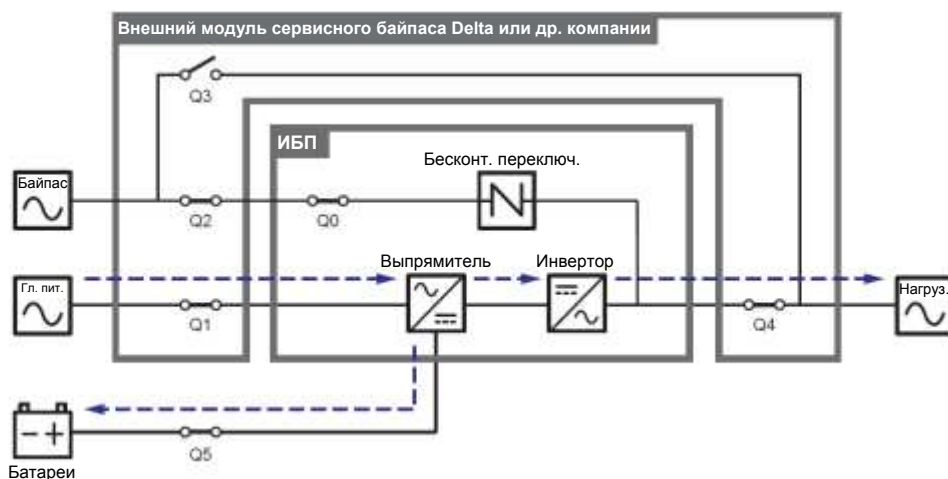 Внешний модуль сервисного байпаса Delta или др. компании
Q3
ИБП
Бесконт. переключ.
Байпас
Q2
Q0
Выпрямитель
Инвертор
Гл. пит.
Нагруз.
Q1
Q4
Q5
Батареи